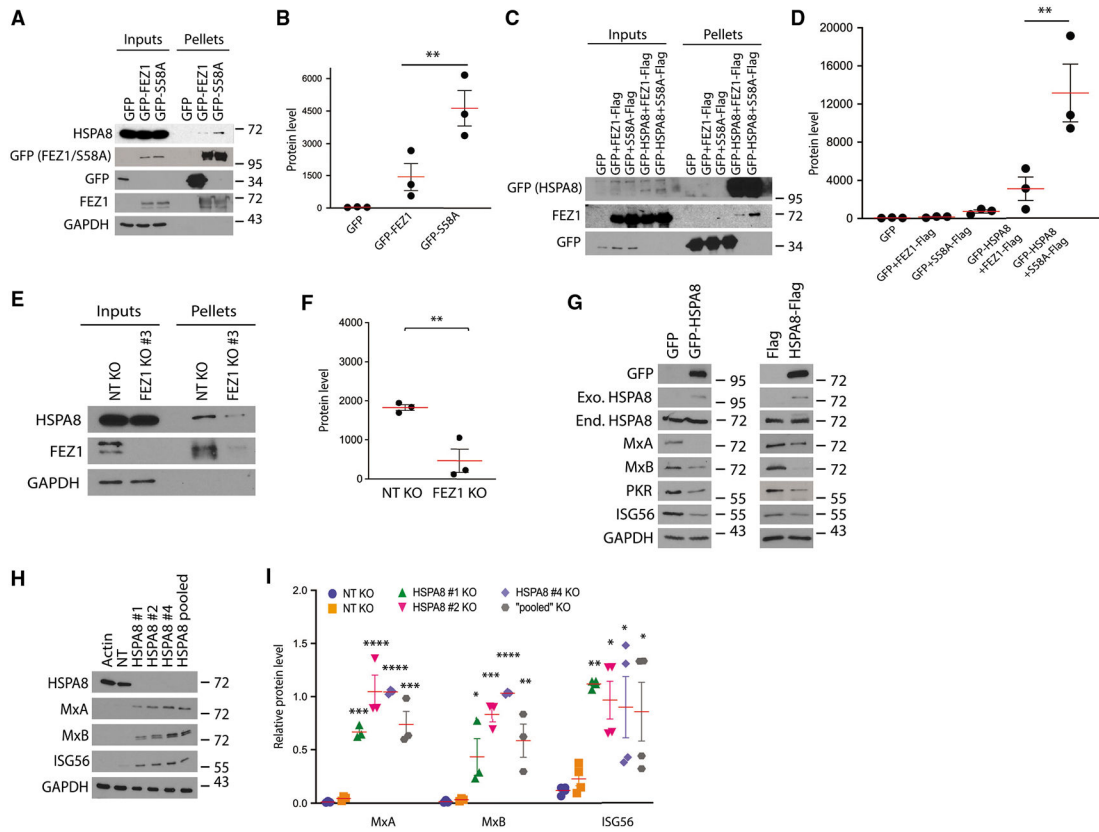 A
Inputs Pellets
GFP GFP-FEZ1 GFP-S58A GFP GFP-FEZ1 GFP-S58A
HSPA8 – 72
GFP (FEZ1/S58A) – 95
GFP – 34
FEZ1 – 72
GAPDH – 43
B
**
Protein level
6000
4500
3000
1500
0
GFP GFP-FEZ1 GFP-S58A
C
Inputs Pellets
GFP GFP+FEZ1-Flag GFP+S58A-Flag GFP-HSPA8+FEZ1-Flag GFP-HSPA8+S58A-Flag GFP GFP+FEZ1-Flag GFP+S58A-Flag GFP-HSPA8+FEZ1-Flag GFP-HSPA8+S58A-Flag
GFP (HSPA8) – 95
FEZ1 – 72
GFP – 34
D
**
Protein level
20000
16000
12000
8000
4000
0
GFP GFP+FEZ1-Flag GFP+S58A-Flag GFP-HSPA8 +FEZ1-Flag GFP-HSPA8 +S58A-Flag
E
Inputs Pellets
NT KO FEZ1 KO #3 NT KO FEZ1 KO #3
HSPA8
FEZ1
GAPDH
F
**
Protein level
4000
3000
2000
1000
0
NT KO FEZ1 KO
G
GFP GFP-HSPA8 Flag HSPA8-Flag
GFP – 95 – 72
Exo. HSPA8 – 95 – 72
End. HSPA8 – 72 – 72
MxA – 72 – 72
MxB – 72 – 72
PKR – 55 – 55
ISG56 – 55 – 55
GAPDH – 43 – 43
H
Actin NT HSPA8 #1 HSPA8 #2 HSPA8 #4 HSPA8 pooled
HSPA8 – 72
MxA – 72
MxB – 72
ISG56 – 55
GAPDH – 43
I
NT KO HSPA8 #1 KO HSPA8 #4 KO
NT KO HSPA8 #2 KO "pooled" KO
Relative protein level
2.0
1.5
1.0
0.5
0.0
*** **** **** *** * *** **** ** ** * * *
MxA MxB ISG56